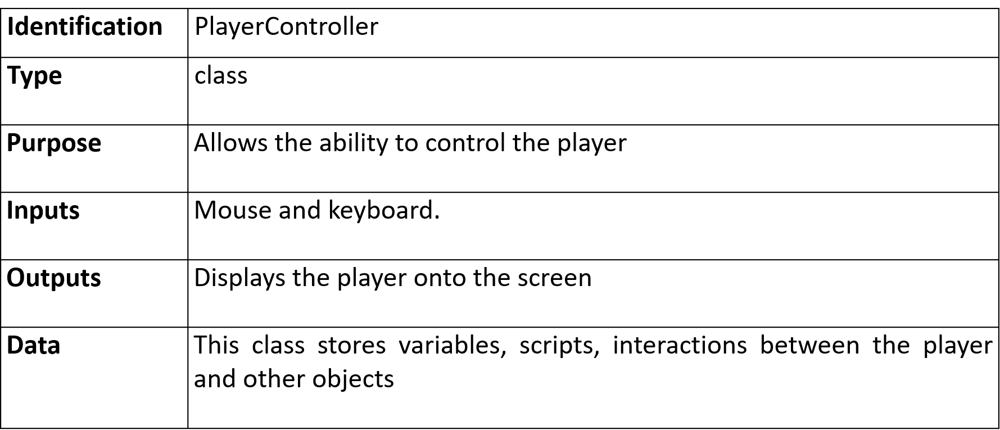 Identification PlayerController
Type class
Purpose Allows the ability to control the player
Inputs Mouse and keyboard.
Outputs Displays the player onto the screen
Data This class stores variables, scripts, interactions between the player
and other objects